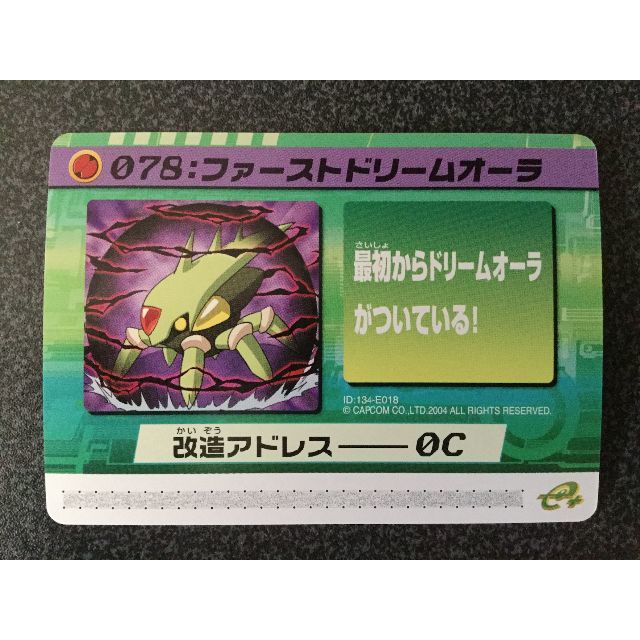 078:ファーストドリームオーラ
さいしょ
最初からドリームオーラ
がついている!
ID:134-E018
© CAPCOM CO.,LTD.2004 ALL RIGHTS RESERVED.
かい ぞう
改造アドレス――0C
e+